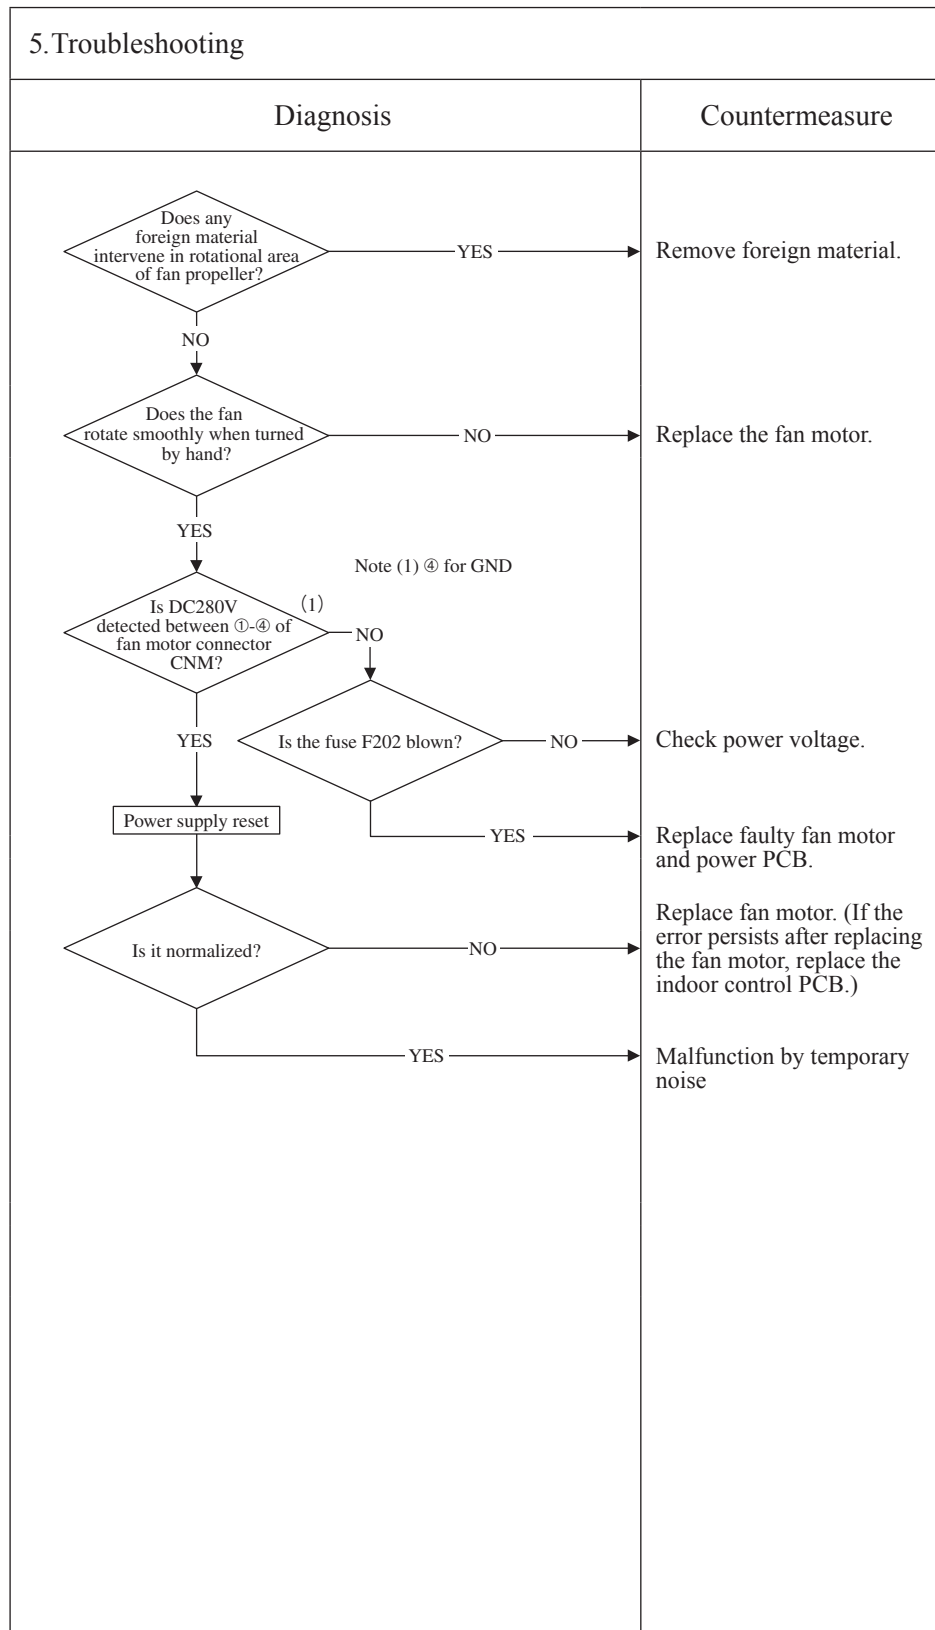 5.Troubleshooting
Diagnosis
Countermeasure
Does any
foreign material
intervene in rotational area
of fan propeller?
YES
Remove foreign material.
NO
Does the fan
rotate smoothly when turned
by hand?
NO
Replace the fan motor.
YES
Note (1) ④ for GND
Is DC280V
detected between ①-④ of
fan motor connector
CNM?
(1)
NO
YES
Is the fuse F202 blown?
NO
Check power voltage.
Power supply reset
YES
Replace faulty fan motor
and power PCB.
Is it normalized?
NO
Replace fan motor. (If the
error persists after replacing
the fan motor, replace the
indoor control PCB.)
YES
Malfunction by temporary
noise